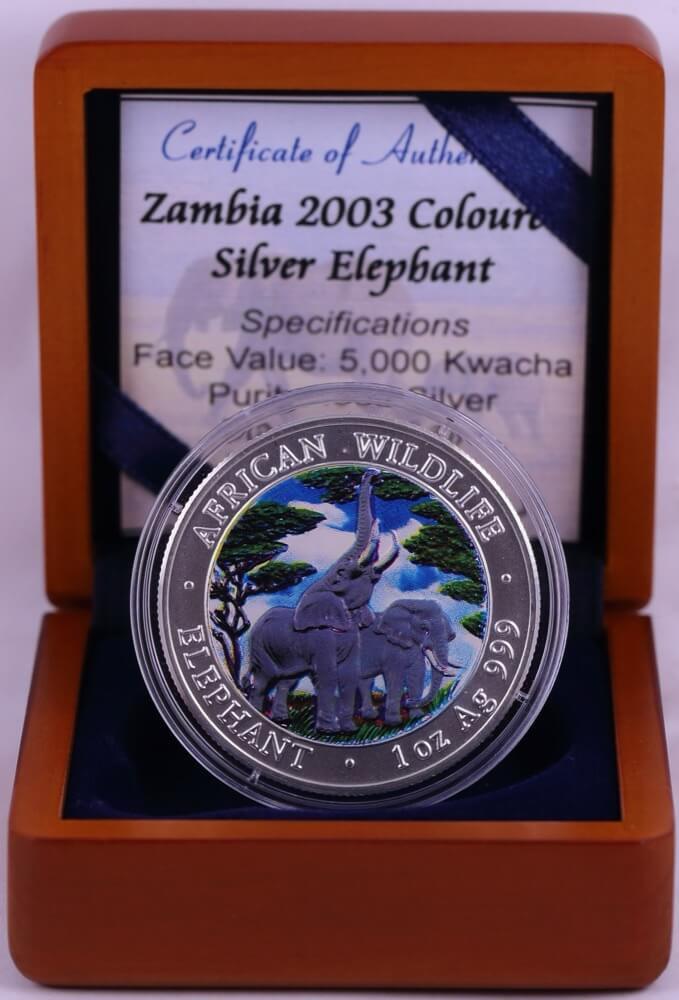 Certificate of Authen
Zambia 2003 Coloure
Silver Elephant
Specifications
Face Value: 5,000 Kwacha
Silver
AFRICAN WILDLIFE
ELEPHANT • 1oz Ag 999